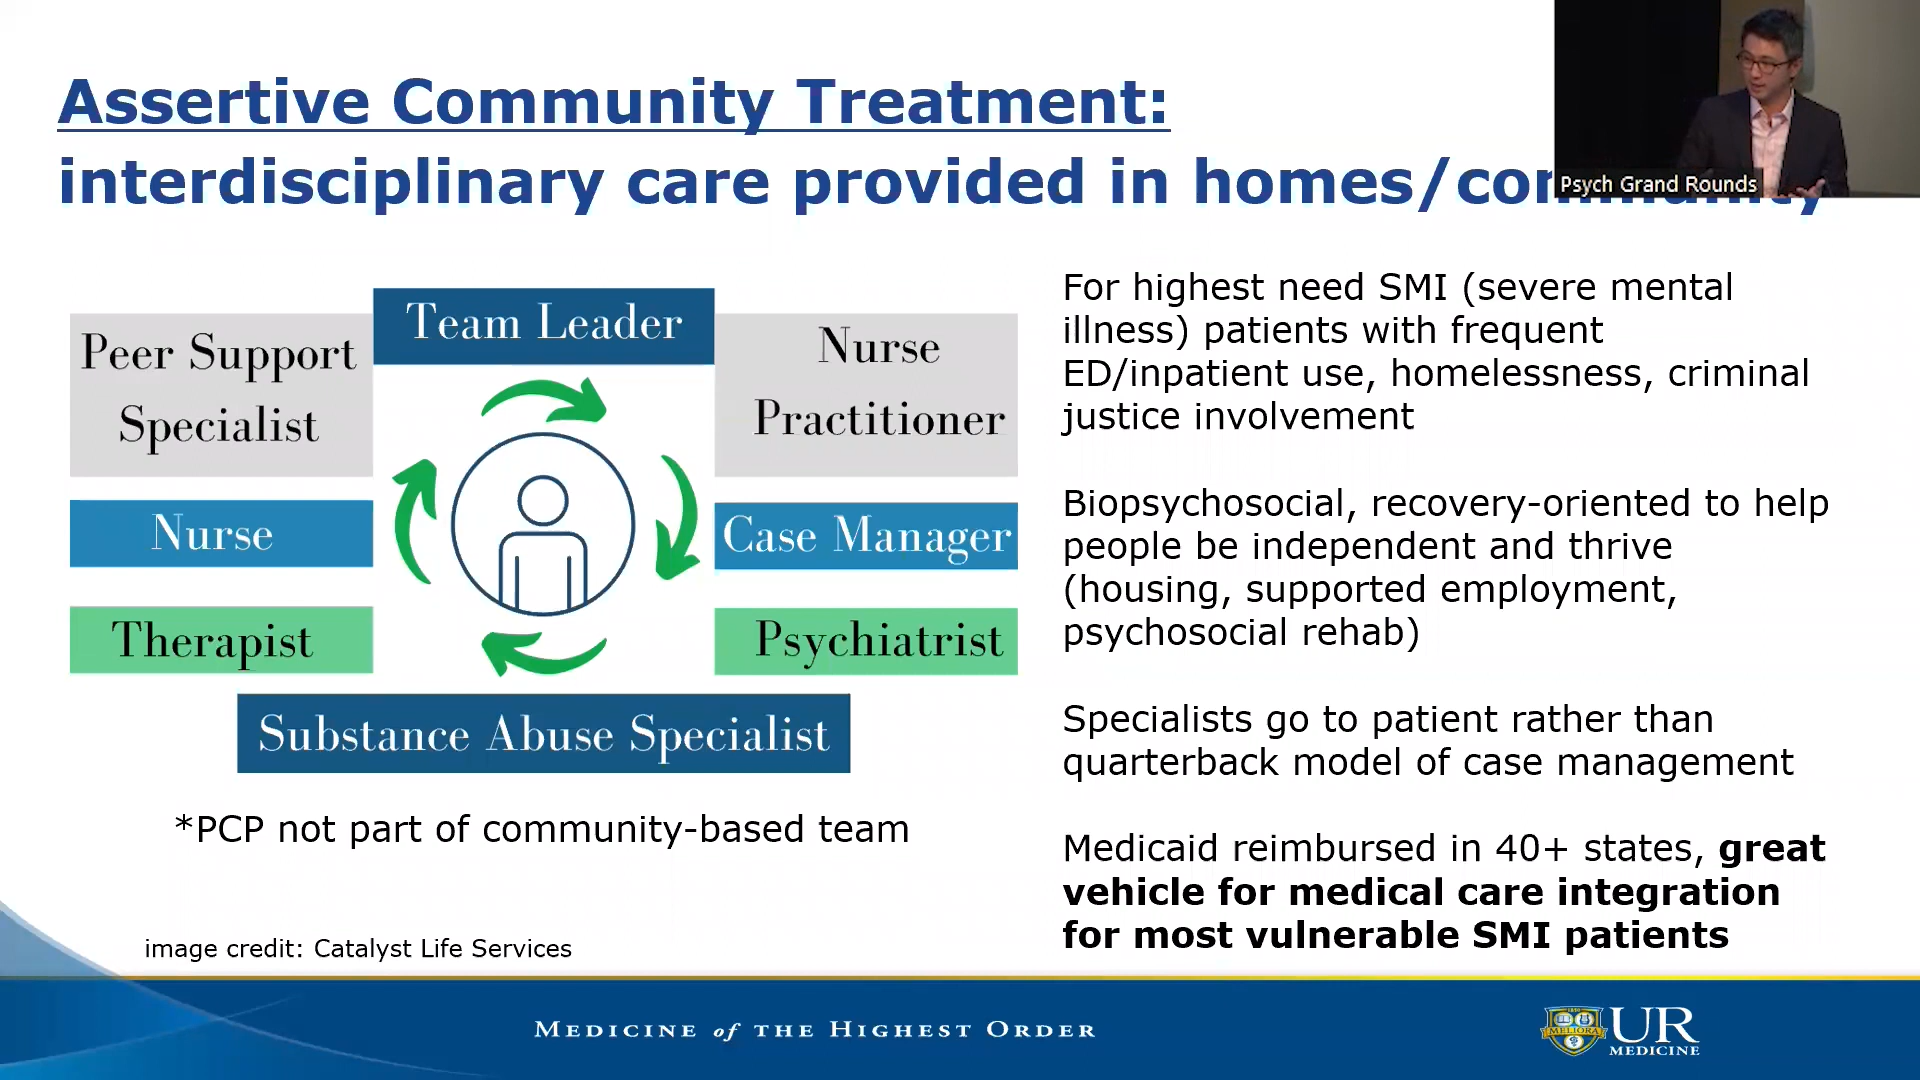 Assertive Community Treatment:
interdisciplinary care provided in homes/community
Psych Grand Rounds
Peer Support
Specialist
Team Leader
Nurse
Practitioner
Nurse
Case Manager
Therapist
Psychiatrist
Substance Abuse Specialist
*PCP not part of community-based team
image credit: Catalyst Life Services
For highest need SMI (severe mental
illness) patients with frequent
ED/inpatient use, homelessness, criminal
justice involvement
Biopsychosocial, recovery-oriented to help
people be independent and thrive
(housing, supported employment,
psychosocial rehab)
Specialists go to patient rather than
quarterback model of case management
Medicaid reimbursed in 40+ states, great
vehicle for medical care integration
for most vulnerable SMI patients
MEDICINE of THE HIGHEST ORDER
MELIORA
UR
MEDICINE